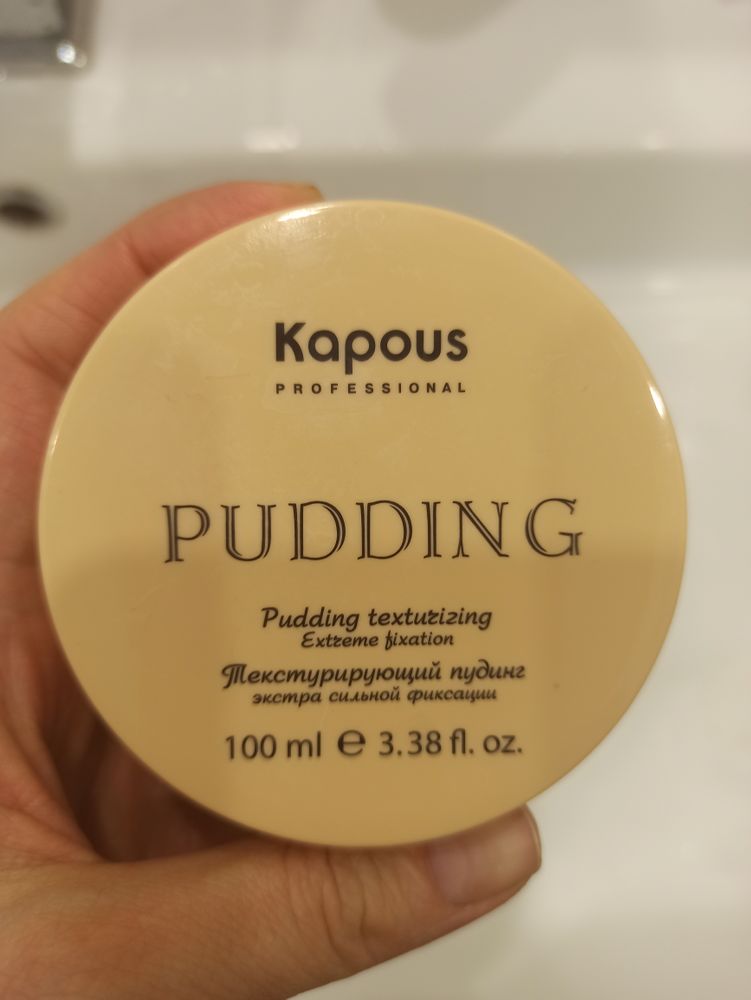 Kapous
PROFESSIONAL
PUDDING
Pudding texturizing
Extreme fixation
Текстурирующий пудинг
экстра сильной фиксации
100 ml ℮ 3.38 fl. oz.